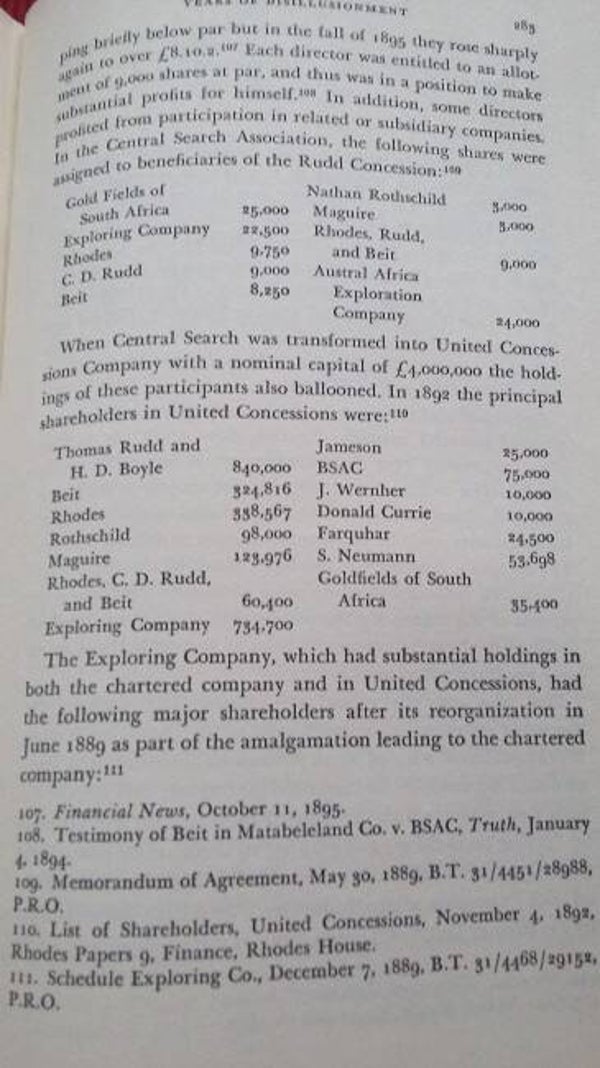 YEARS OF DISILLUSIONMENT 285
ping briefly below par but in the fall of 1895 they rose sharply
again to over £8.10.2.¹⁰⁷ Each director was entitled to an allot-
ment of 9,000 shares at par, and thus was in a position to make
substantial profits for himself.¹⁰⁸ In addition, some directors
profited from participation in related or subsidiary companies.
In the Central Search Association, the following shares were
assigned to beneficiaries of the Rudd Concession:¹⁰⁹
Gold Fields of
South Africa 25,000
Exploring Company 22,500
Rhodes 9,750
C. D. Rudd 9,000
Beit 8,250
Nathan Rothschild 3,000
Maguire 3,000
Rhodes, Rudd,
and Beit 9,000
Austral Africa
Exploration
Company 24,000
When Central Search was transformed into United Conces-
sions Company with a nominal capital of £4,000,000 the hold-
ings of these participants also ballooned. In 1892 the principal
shareholders in United Concessions were:¹¹⁰
Thomas Rudd and
H. D. Boyle 840,000
Beit 324,816
Rhodes 338,567
Rothschild 98,000
Maguire 123,976
Rhodes, C. D. Rudd,
and Beit 60,400
Exploring Company 734,700
Jameson 25,000
BSAC 75,000
J. Wernher 10,000
Donald Currie 10,000
Farquhar 24,500
S. Neumann 53,698
Goldfields of South
Africa 35,400
The Exploring Company, which had substantial holdings in
both the chartered company and in United Concessions, had
the following major shareholders after its reorganization in
June 1889 as part of the amalgamation leading to the chartered
company:¹¹¹
107. Financial News, October 11, 1895.
108. Testimony of Beit in Matabeleland Co. v. BSAC, Truth, January
4, 1894.
109. Memorandum of Agreement, May 30, 1889, B.T. 31/4451/28988,
P.R.O.
110. List of Shareholders, United Concessions, November 4, 1892,
Rhodes Papers 9, Finance, Rhodes House.
111. Schedule Exploring Co., December 7, 1889, B.T. 31/4468/29152,
P.R.O.